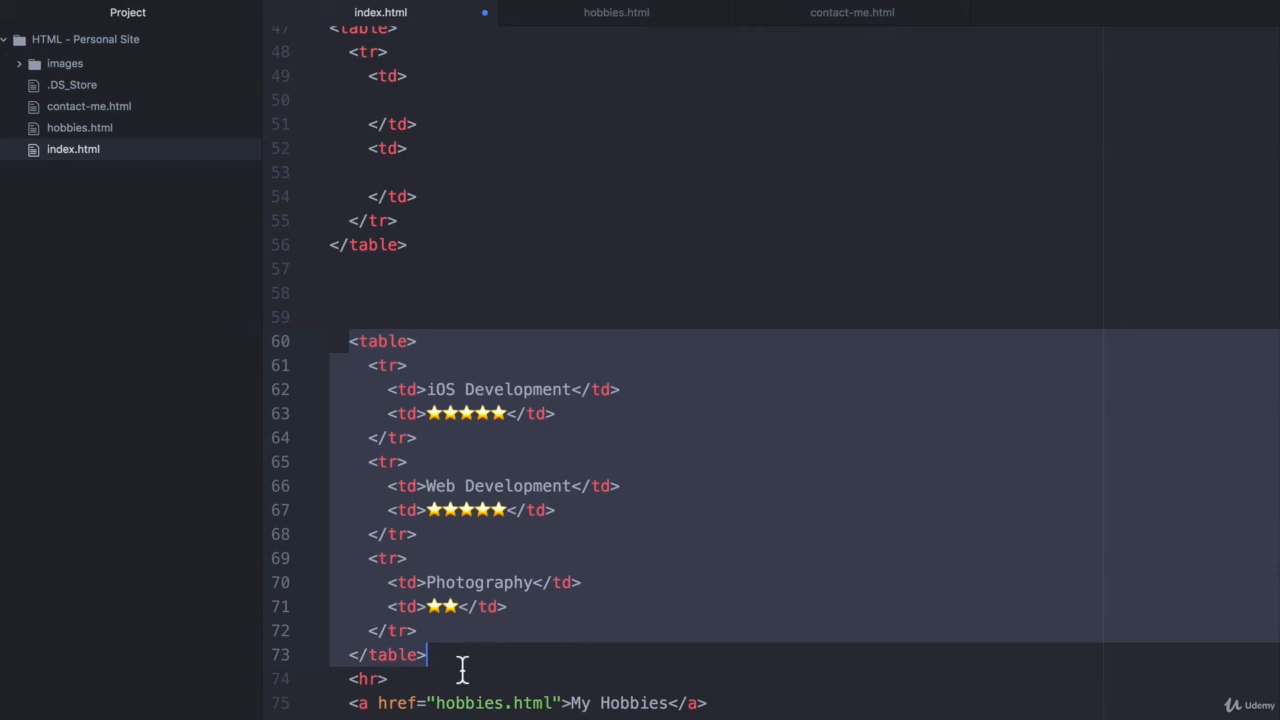 Project
index.html
hobbies.html
contact-me.html
HTML - Personal Site
images
.DS_Store
contact-me.html
hobbies.html
index.html
47 <table>
48 <tr>
49 <td>
50
51 </td>
52 <td>
53
54 </td>
55 </tr>
56 </table>
57
58
59
60 <table>
61 <tr>
62 <td>iOS Development</td>
63 <td>⭐⭐⭐⭐⭐</td>
64 </tr>
65 <tr>
66 <td>Web Development</td>
67 <td>⭐⭐⭐⭐⭐</td>
68 </tr>
69 <tr>
70 <td>Photography</td>
71 <td>⭐⭐</td>
72 </tr>
73 </table>
74 <hr>
75 <a href="hobbies.html">My Hobbies</a>
Udemy